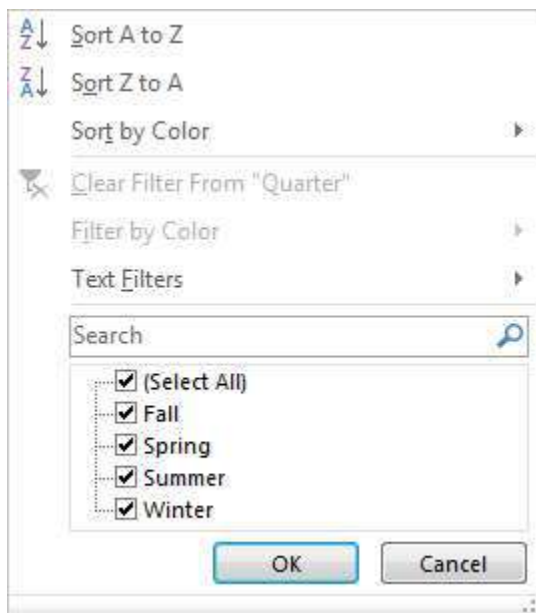 Sort A to Z
Sort Z to A
Sort by Color
Clear Filter From "Quarter"
Filter by Color
Text Filters
Search
(Select All)
Fall
Spring
Summer
Winter
OK Cancel